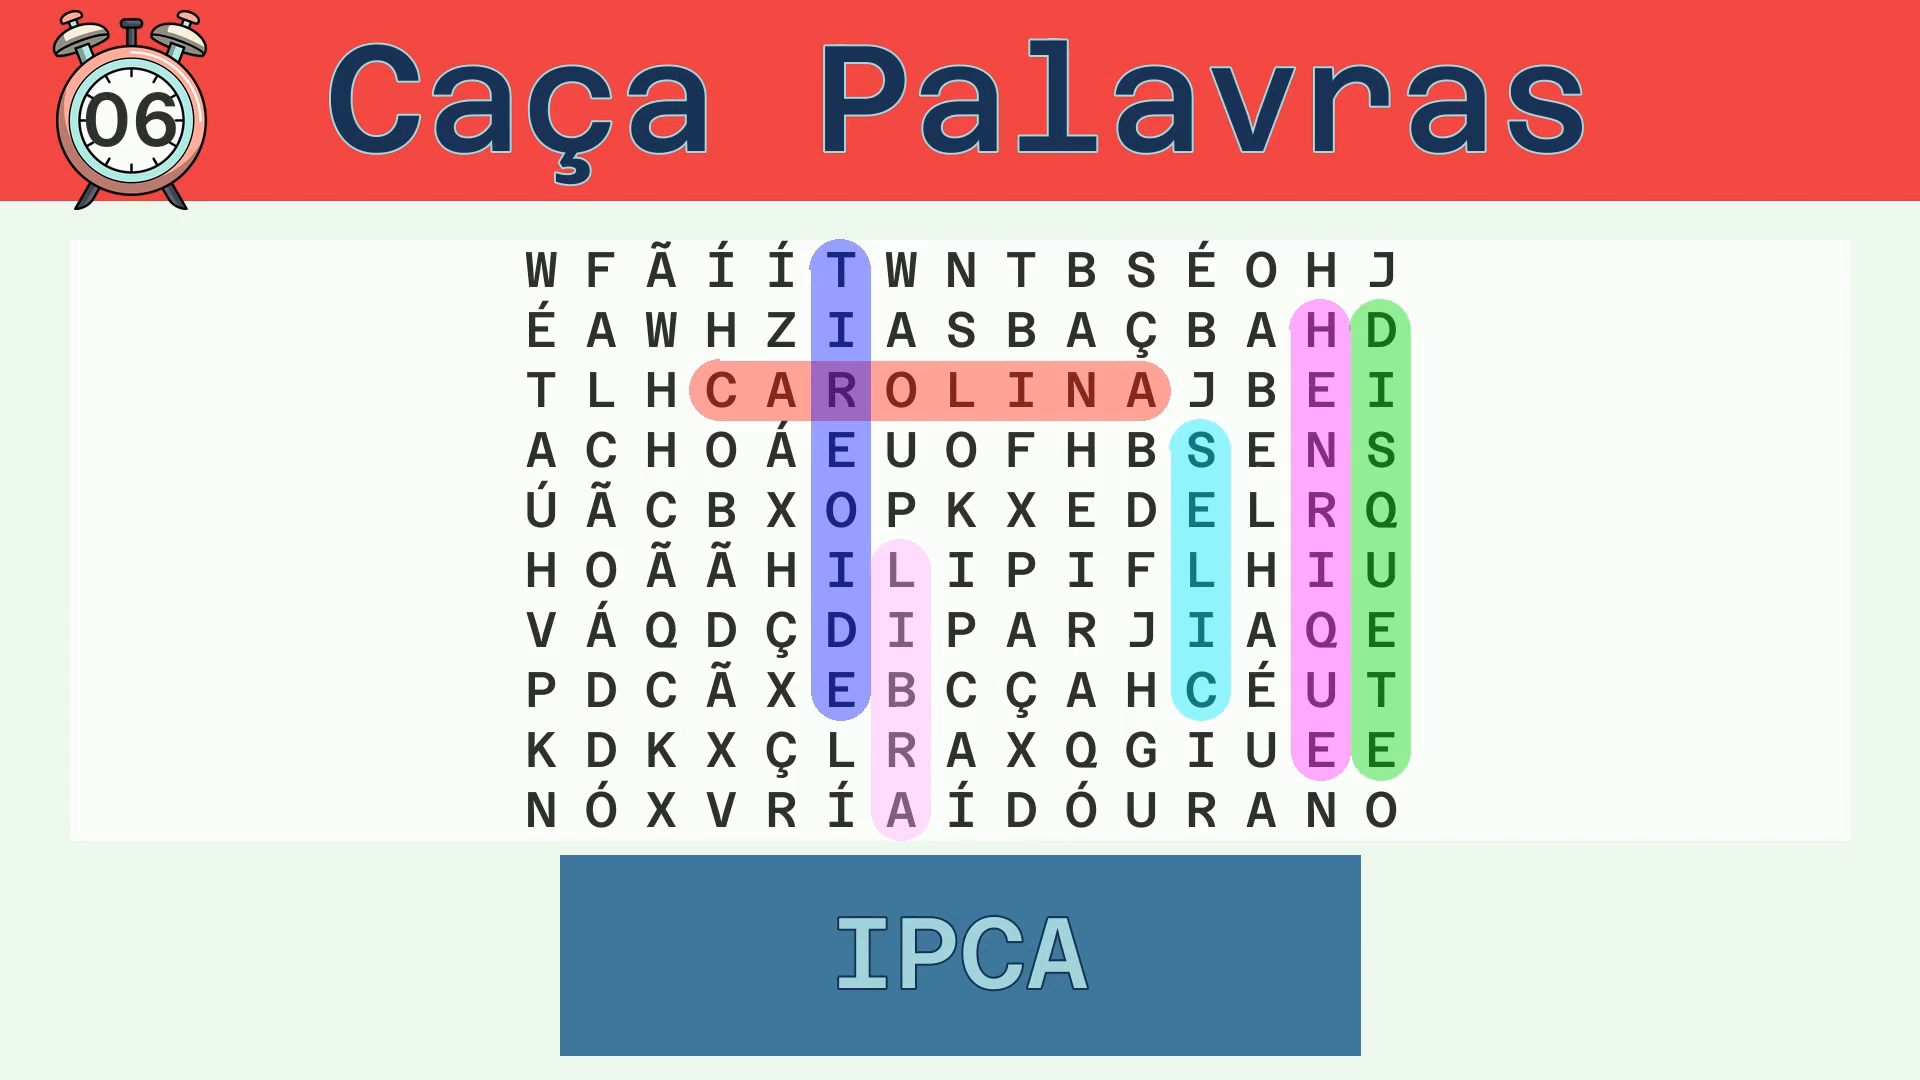 06
Caça Palavras
W F Ã Í Í T W N T B S É O H J
É A W H Z I A S B A Ç B A H D
T L H C A R O L I N A J B E I
A C H O Á E U O F H B S E N S
Ú Ã C B X O P K X E D E L R Q
H O Ã Ã H I L I P I F L H I U
V Á Q D Ç D I P A R J I A Q E
P D C Ã X E B C Ç A H C É U T
K D K X Ç L R A X Q G I U E E
N Ó X V R Í A Í D Ó U R A N O
IPCA